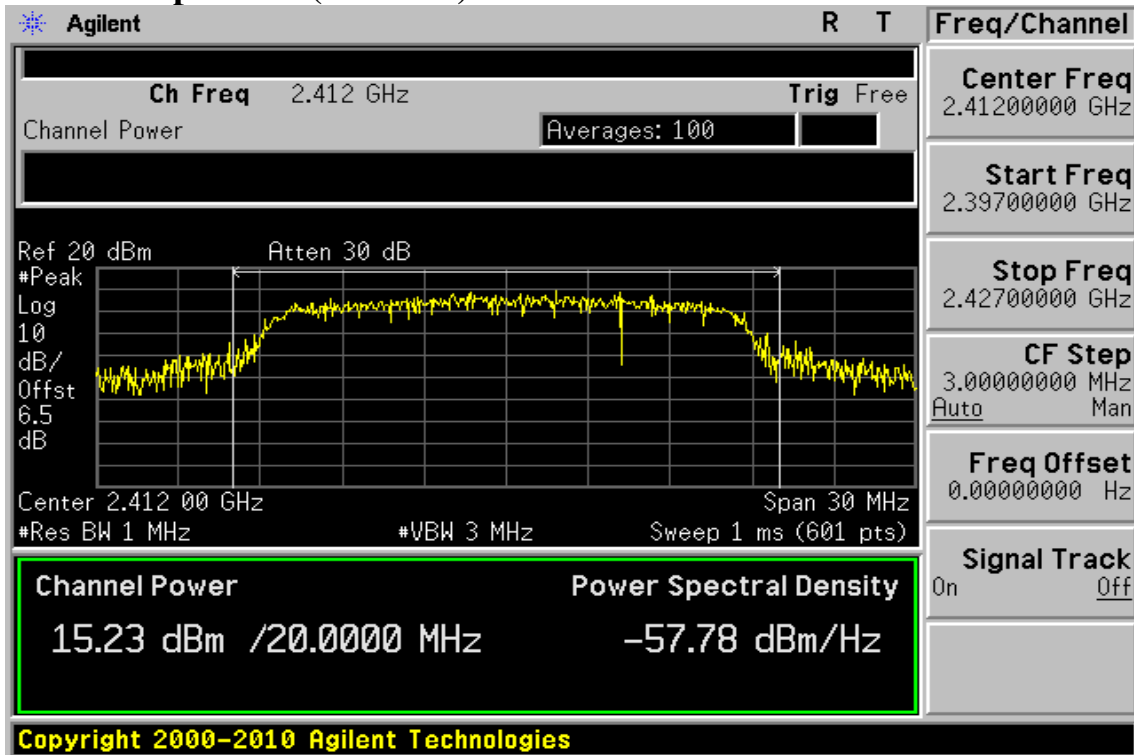 Agilent R T Freq/Channel
Ch Freq 2.412 GHz Trig Free
Channel Power Averages: 100
Center Freq
2.41200000 GHz
Start Freq
2.39700000 GHz
Stop Freq
2.42700000 GHz
CF Step
3.00000000 MHz
Auto Man
Freq Offset
0.00000000 Hz
Signal Track
On Off
Ref 20 dBm Atten 30 dB
#Peak
Log
10
dB/
Offst
6.5
dB
Center 2.412 00 GHz Span 30 MHz
#Res BW 1 MHz #VBW 3 MHz Sweep 1 ms (601 pts)
Channel Power Power Spectral Density
15.23 dBm /20.0000 MHz -57.78 dBm/Hz
Copyright 2000-2010 Agilent Technologies